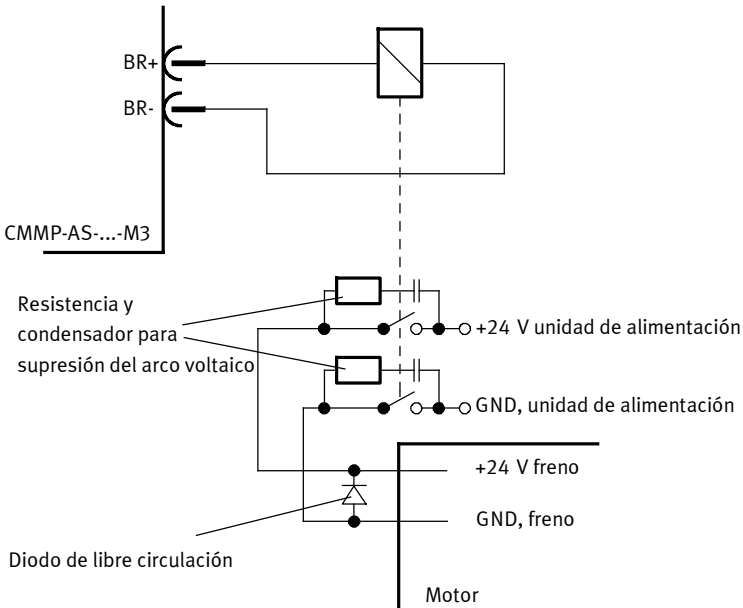 BR+
BR-
CMMP-AS-...-M3
Resistencia y
condensador para
supresión del arco voltaico
+24 V unidad de alimentación
GND, unidad de alimentación
+24 V freno
GND, freno
Diodo de libre circulación
Motor